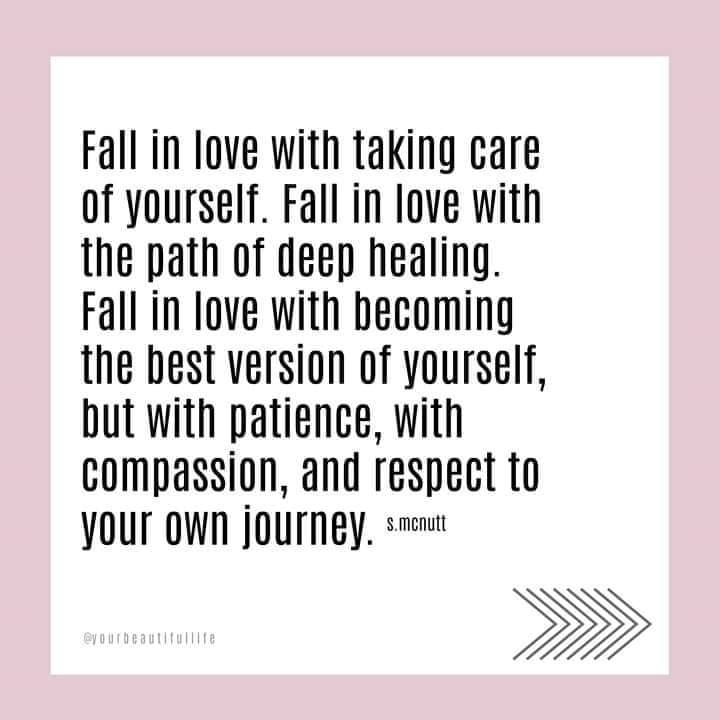 Fall in love with taking care
of yourself. Fall in love with
the path of deep healing.
Fall in love with becoming
the best version of yourself,
but with patience, with
compassion, and respect to
your own journey. s.mcnutt
@yourbeautifullife